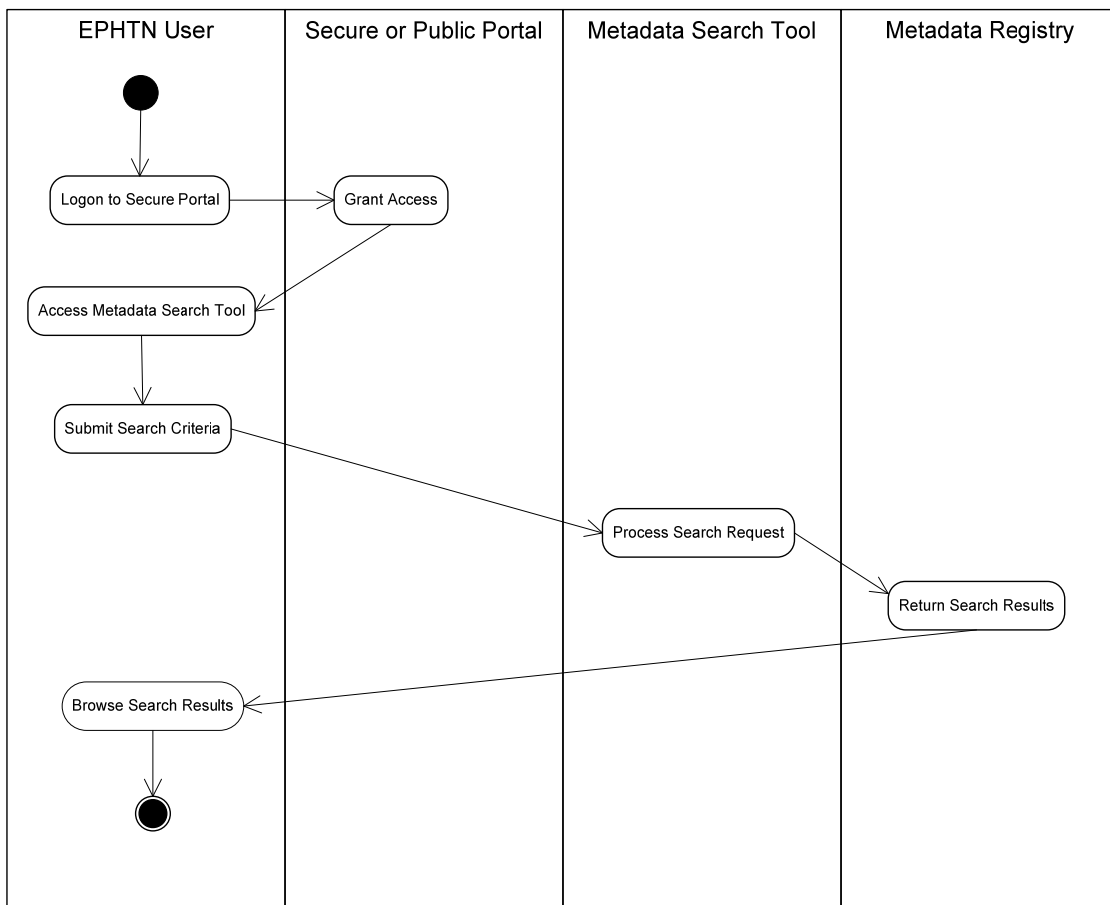 EPHTN User
Secure or Public Portal
Metadata Search Tool
Metadata Registry
Logon to Secure Portal
Grant Access
Access Metadata Search Tool
Submit Search Criteria
Process Search Request
Return Search Results
Browse Search Results